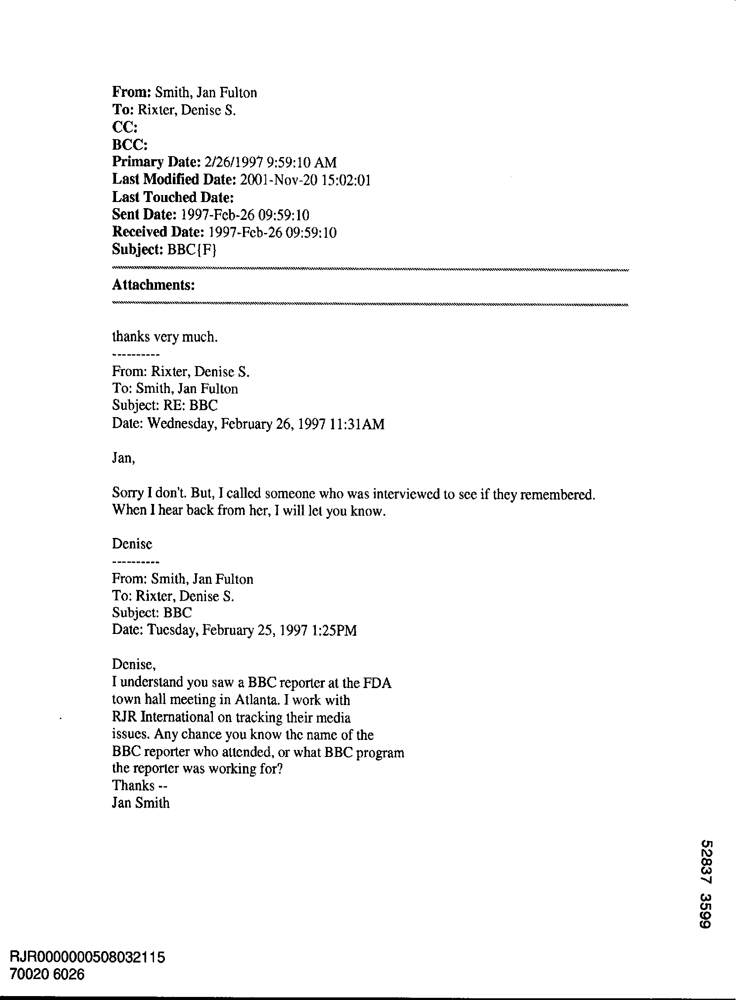 From: Smith, Jan Fulton
To: Rixter, Denise S.
CC:
BCC:
Primary Date: 2/26/1997 9:59:10 AM
Last Modified Date: 2001-Nov-20 15:02:01
Last Touched Date:
Sent Date: 1997-Feb-26 09:59:10
Received Date: 1997-Feb-26 09:59:10
Subject: BBC{F}
Attachments:
thanks very much.
----------
From: Rixter, Denise S.
To: Smith, Jan Fulton
Subject: RE: BBC
Date: Wednesday, February 26, 1997 11:31AM
Jan,
Sorry I don't. But, I called someone who was interviewed to see if they remembered.
When I hear back from her, I will let you know.
Denise
----------
From: Smith, Jan Fulton
To: Rixter, Denise S.
Subject: BBC
Date: Tuesday, February 25, 1997 1:25PM
Denise,
I understand you saw a BBC reporter at the FDA
town hall meeting in Atlanta. I work with
RJR International on tracking their media
issues. Any chance you know the name of the
BBC reporter who attended, or what BBC program
the reporter was working for?
Thanks --
Jan Smith
52837 3599
RJR0000000508032115
70020 6026